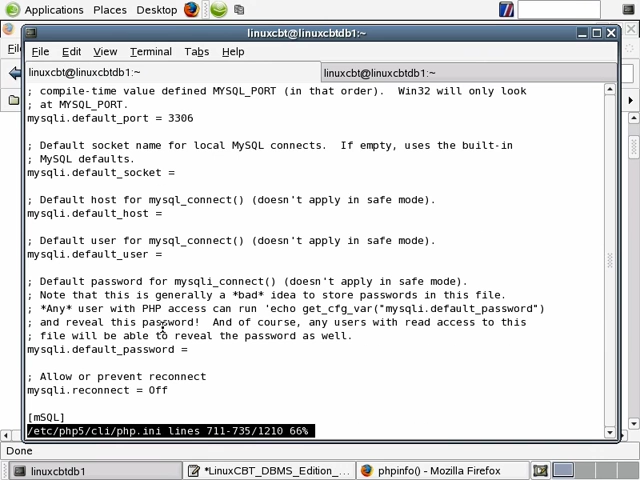 Applications Places Desktop
linuxcbt@linuxcbtdb1:~
File Edit View Terminal Tabs Help
linuxcbt@linuxcbtdb1:~ linuxcbt@linuxcbtdb1:~
; compile-time value defined MYSQL_PORT (in that order).  Win32 will only look
; at MYSQL_PORT.
mysqli.default_port = 3306
; Default socket name for local MySQL connects.  If empty, uses the built-in
; MySQL defaults.
mysqli.default_socket =
; Default host for mysql_connect() (doesn't apply in safe mode).
mysqli.default_host =
; Default user for mysql_connect() (doesn't apply in safe mode).
mysqli.default_user =
; Default password for mysqli_connect() (doesn't apply in safe mode).
; Note that this is generally a *bad* idea to store passwords in this file.
; *Any* user with PHP access can run 'echo get_cfg_var("mysqli.default_password")
; and reveal this password!  And of course, any users with read access to this
; file will be able to reveal the password as well.
mysqli.default_password =
; Allow or prevent reconnect
mysqli.reconnect = Off
[mSQL]
/etc/php5/cli/php.ini lines 711-735/1210 66%
Done
linuxcbtdb1 *LinuxCBT_DBMS_Edition_... phpinfo() - Mozilla Firefox